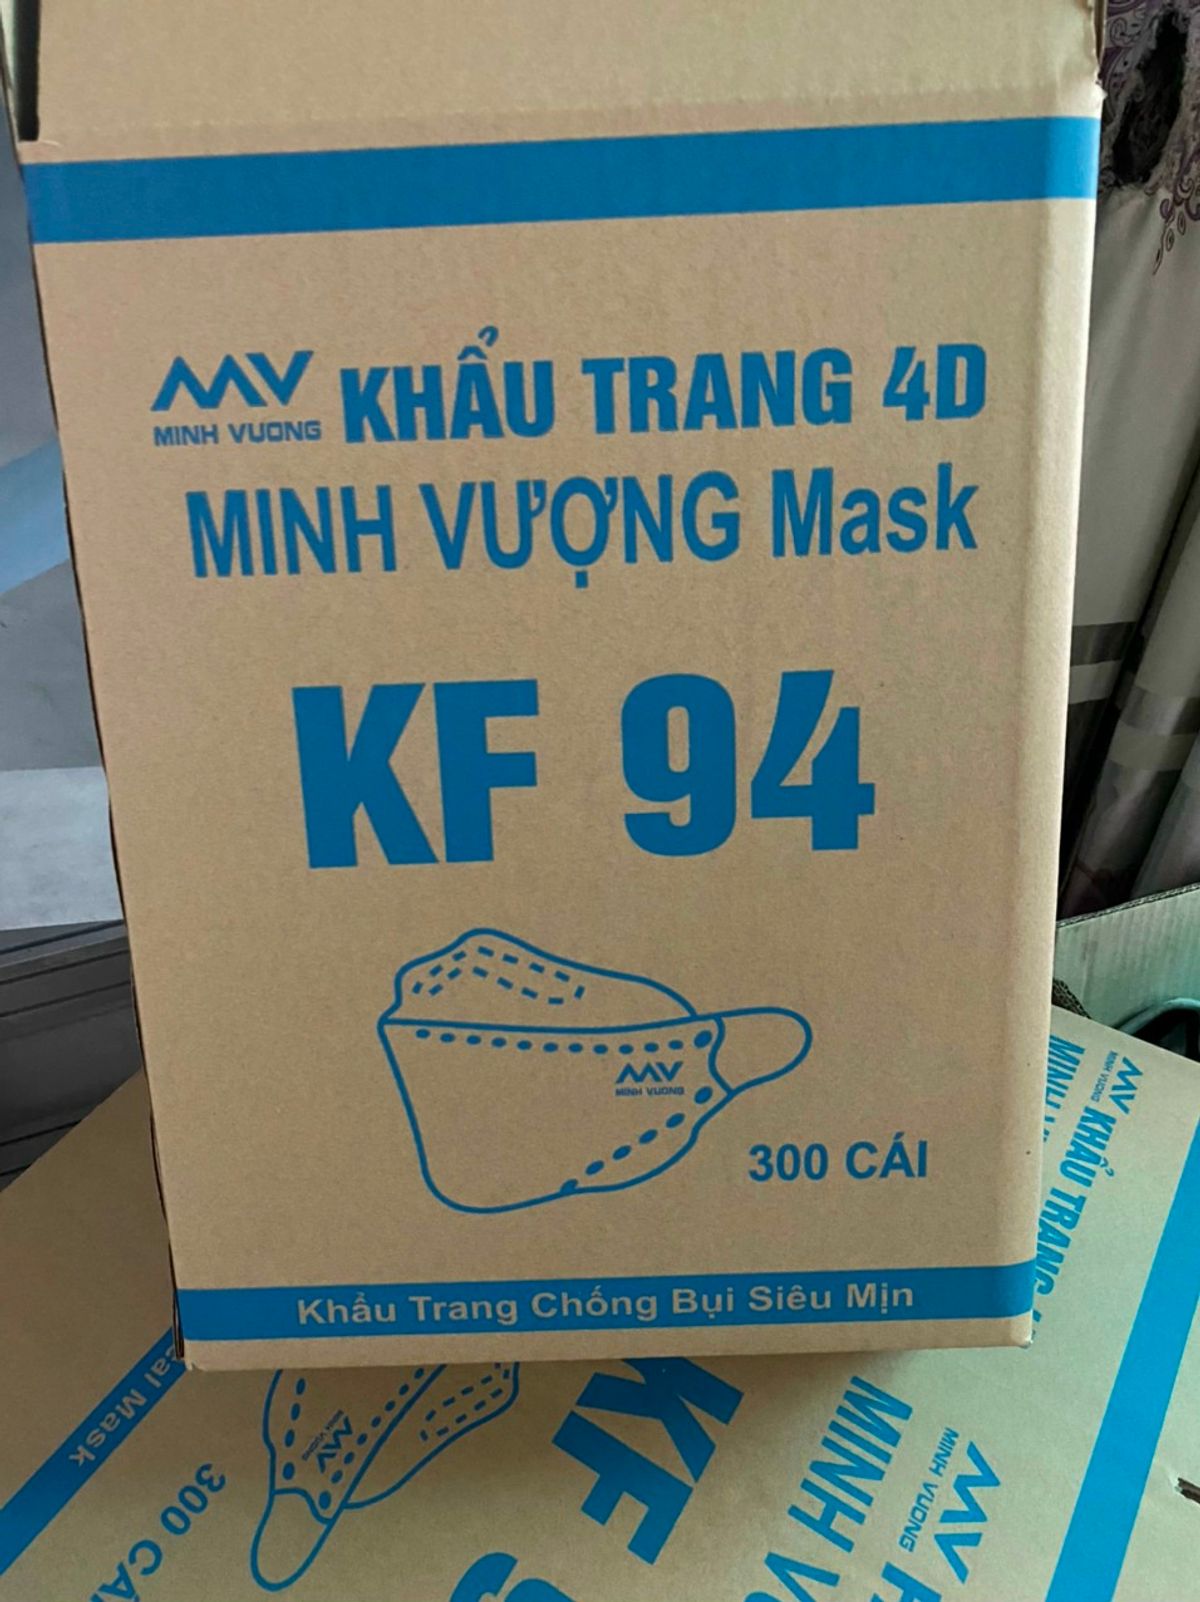 MV KHẨU TRANG 4D
MINH VUONG
MINH VƯỢNG Mask
KF 94
MV
MINH VUONG
300 CÁI
Khẩu Trang Chống Bụi Siêu Mịn
MV
MINH VUONG
KHẨU TRANG
Mask
300
MV
MINH VUONG
KF
MINH
MV
MINH VUONG